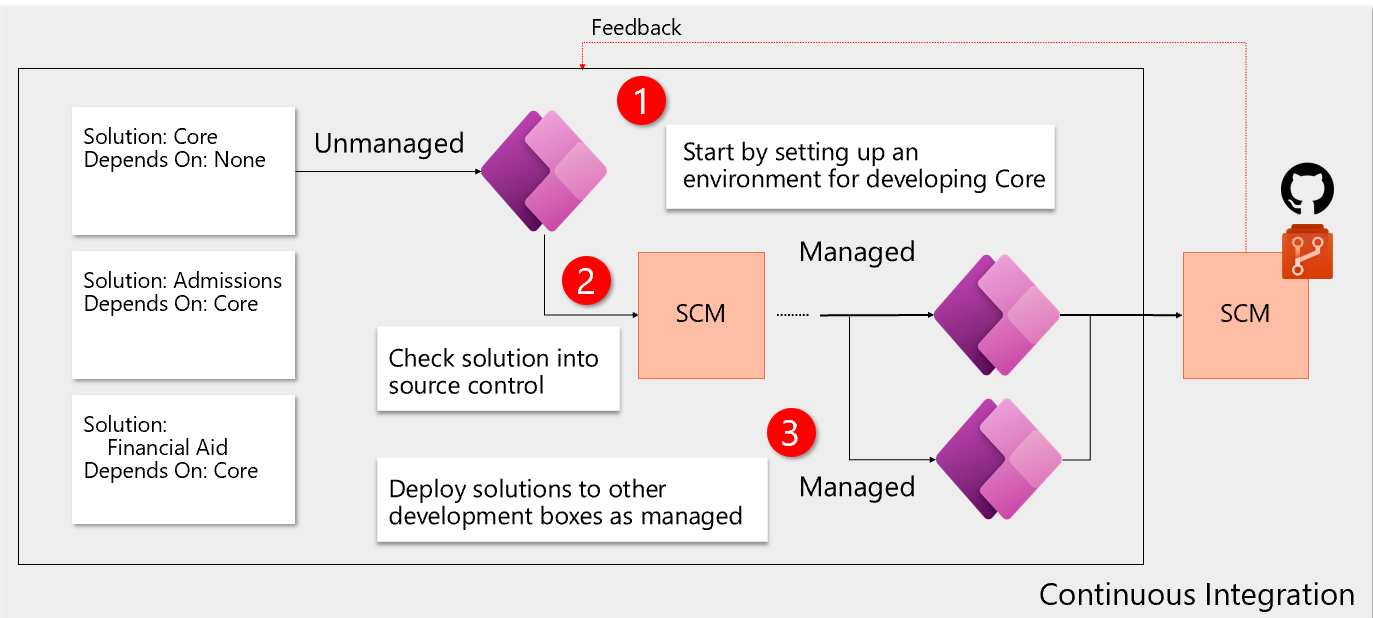 Feedback
1
Solution: Core
Depends On: None
Unmanaged
Start by setting up an
environment for developing Core
Solution: Admissions
Depends On: Core
2
SCM
Managed
SCM
Check solution into
source control
Solution:
Financial Aid
Depends On: Core
3
Managed
Deploy solutions to other
development boxes as managed
Continuous Integration